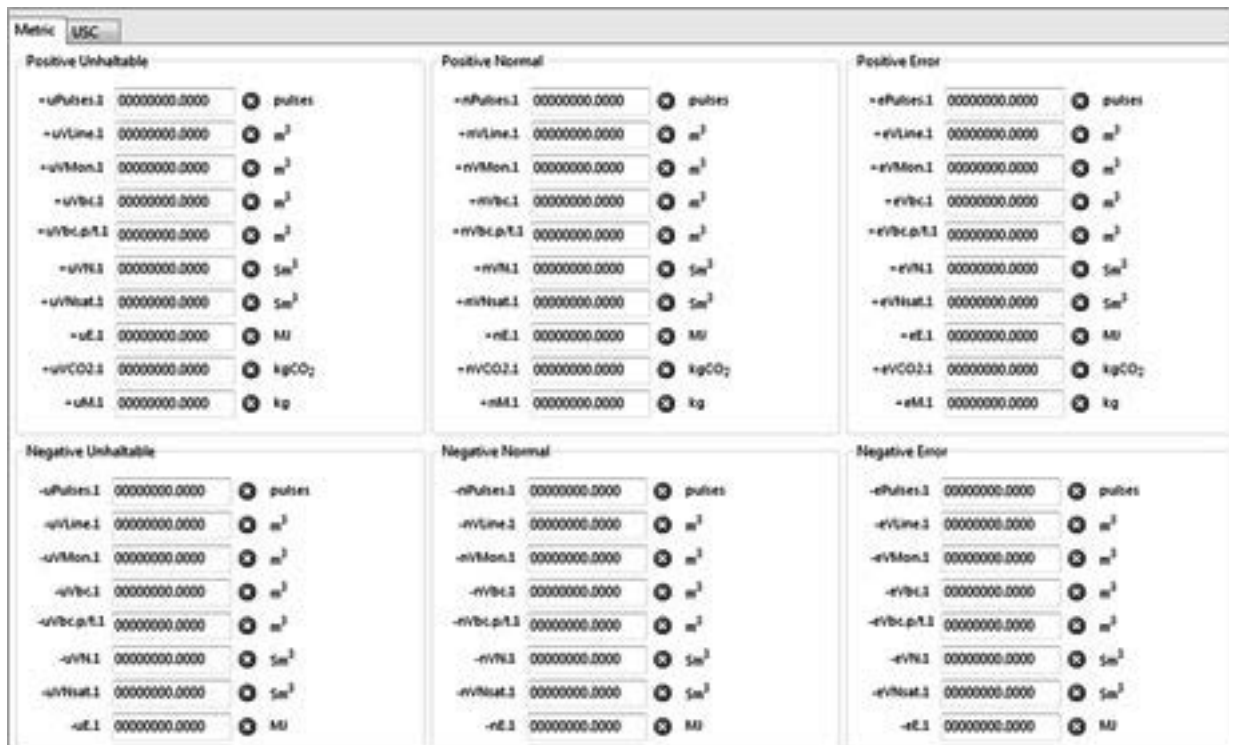 Metric USC
Positive Unhaltable Positive Normal Positive Error
+uPulses.1 00000000.0000 pulses +nPulses.1 00000000.0000 pulses +ePulses.1 00000000.0000 pulses
+uVLine.1 00000000.0000 m³ +nVLine.1 00000000.0000 m³ +eVLine.1 00000000.0000 m³
+uVMon.1 00000000.0000 m³ +nVMon.1 00000000.0000 m³ +eVMon.1 00000000.0000 m³
+uVbc.1 00000000.0000 m³ +nVbc.1 00000000.0000 m³ +eVbc.1 00000000.0000 m³
+uVbc.p/t.1 00000000.0000 m³ +nVbc.p/t.1 00000000.0000 m³ +eVbc.p/t.1 00000000.0000 m³
+uVN.1 00000000.0000 Sm³ +nVN.1 00000000.0000 Sm³ +eVN.1 00000000.0000 Sm³
+uVNsat.1 00000000.0000 Sm³ +nVNsat.1 00000000.0000 Sm³ +eVNsat.1 00000000.0000 Sm³
+uE.1 00000000.0000 MJ +nE.1 00000000.0000 MJ +eE.1 00000000.0000 MJ
+uVCO2.1 00000000.0000 kgCO₂ +nVCO2.1 00000000.0000 kgCO₂ +eVCO2.1 00000000.0000 kgCO₂
+uM.1 00000000.0000 kg +nM.1 00000000.0000 kg +eM.1 00000000.0000 kg
Negative Unhaltable Negative Normal Negative Error
-uPulses.1 00000000.0000 pulses -nPulses.1 00000000.0000 pulses -ePulses.1 00000000.0000 pulses
-uVLine.1 00000000.0000 m³ -nVLine.1 00000000.0000 m³ -eVLine.1 00000000.0000 m³
-uVMon.1 00000000.0000 m³ -nVMon.1 00000000.0000 m³ -eVMon.1 00000000.0000 m³
-uVbc.1 00000000.0000 m³ -nVbc.1 00000000.0000 m³ -eVbc.1 00000000.0000 m³
-uVbc.p/t.1 00000000.0000 m³ -nVbc.p/t.1 00000000.0000 m³ -eVbc.p/t.1 00000000.0000 m³
-uVN.1 00000000.0000 Sm³ -nVN.1 00000000.0000 Sm³ -eVN.1 00000000.0000 Sm³
-uVNsat.1 00000000.0000 Sm³ -nVNsat.1 00000000.0000 Sm³ -eVNsat.1 00000000.0000 Sm³
-uE.1 00000000.0000 MJ -nE.1 00000000.0000 MJ -eE.1 00000000.0000 MJ